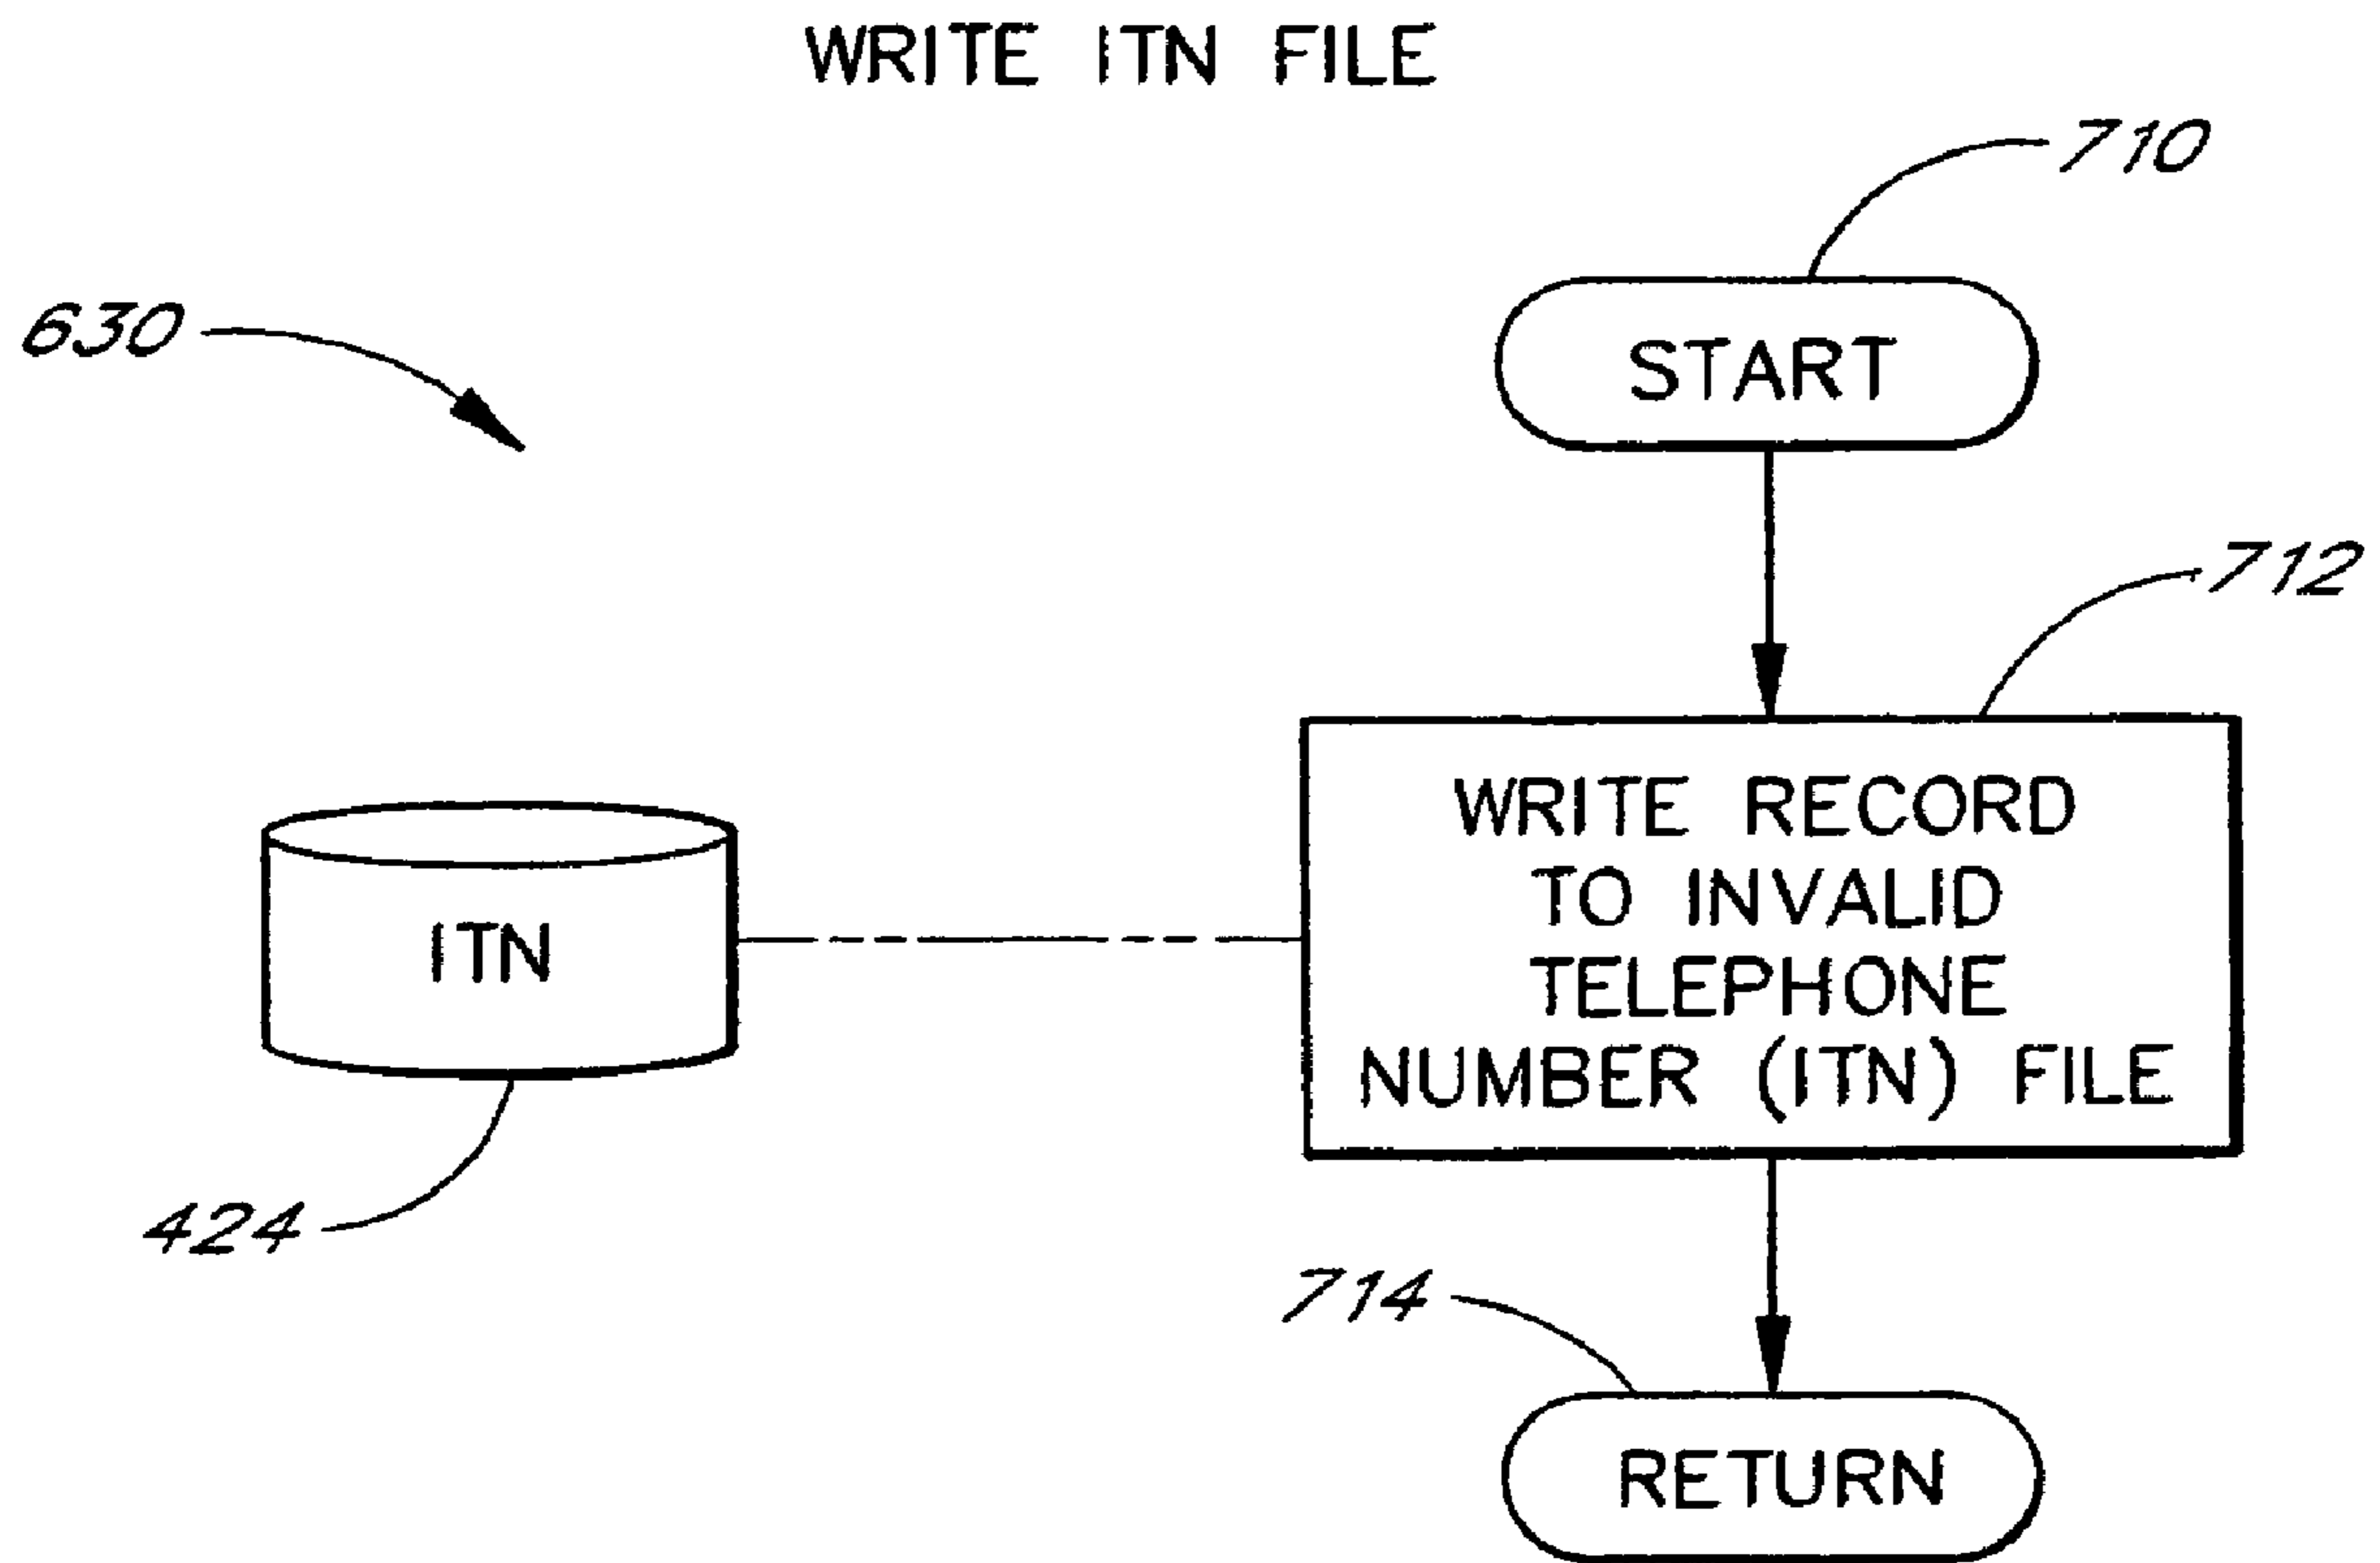 WRITE ITN FILE
710
630
START
712
WRITE RECORD
TO INVALID
TELEPHONE
NUMBER (ITN) FILE
ITN
424
714
RETURN